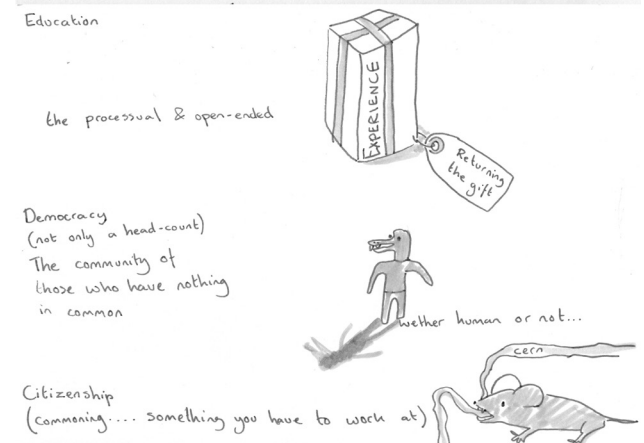 Education
the processual & open-ended
EXPERIENCE
Returning
the gift
Democracy
(not only a head-count)
The community of
those who have nothing
in common
wether human or not...
cern
Citizenship
(commoning.... something you have to work at)